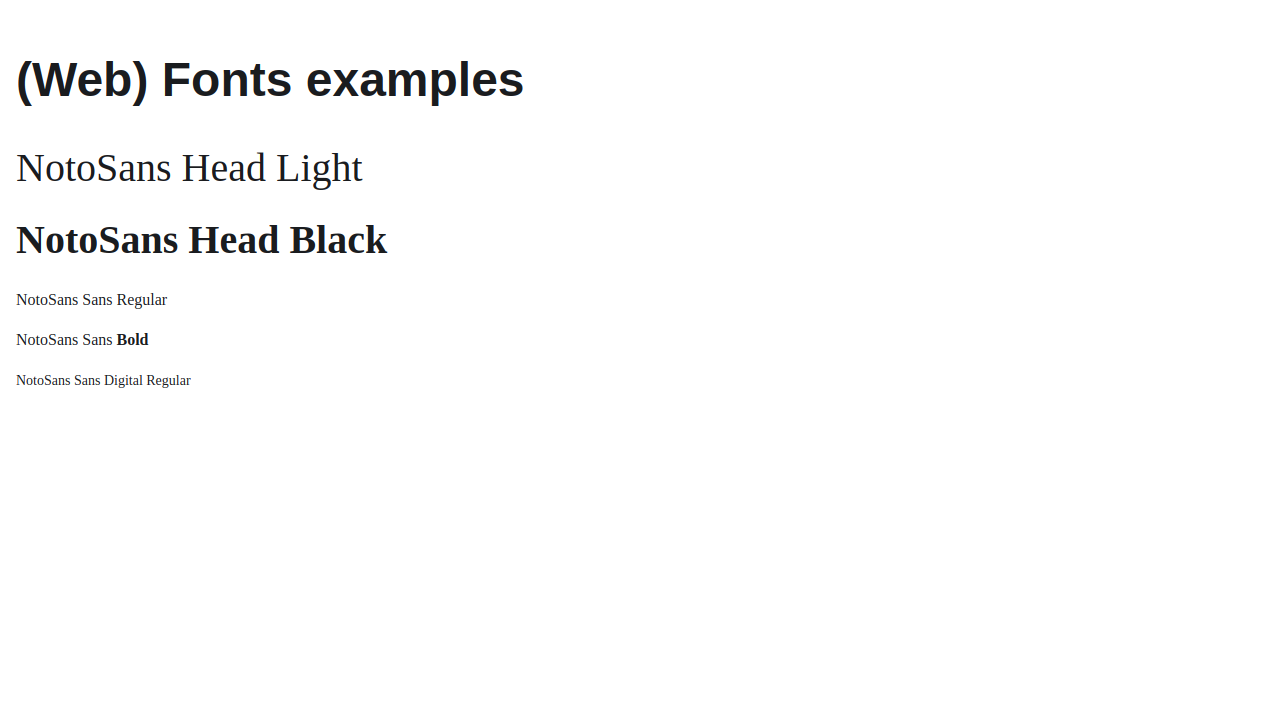 (Web) Fonts examples
NotoSans Head Light
NotoSans Head Black
NotoSans Sans Regular
NotoSans Sans Bold
NotoSans Sans Digital Regular